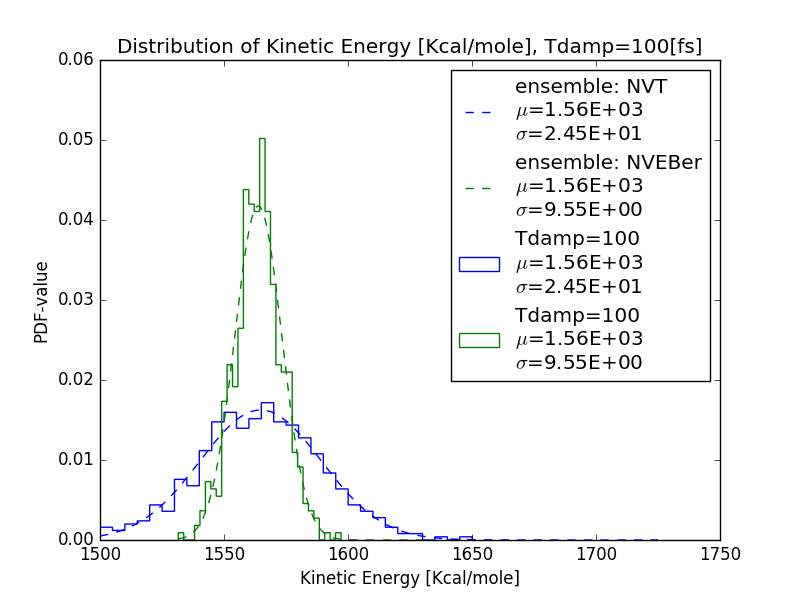 Distribution of Kinetic Energy [Kcal/mole], Tdamp=100[fs]
0.06
0.05
0.04
0.03
0.02
0.01
0.00
PDF-value
ensemble: NVT
μ=1.56E+03
σ=2.45E+01
ensemble: NVEBer
μ=1.56E+03
σ=9.55E+00
Tdamp=100
μ=1.56E+03
σ=2.45E+01
Tdamp=100
μ=1.56E+03
σ=9.55E+00
1500 1550 1600 1650 1700 1750
Kinetic Energy [Kcal/mole]